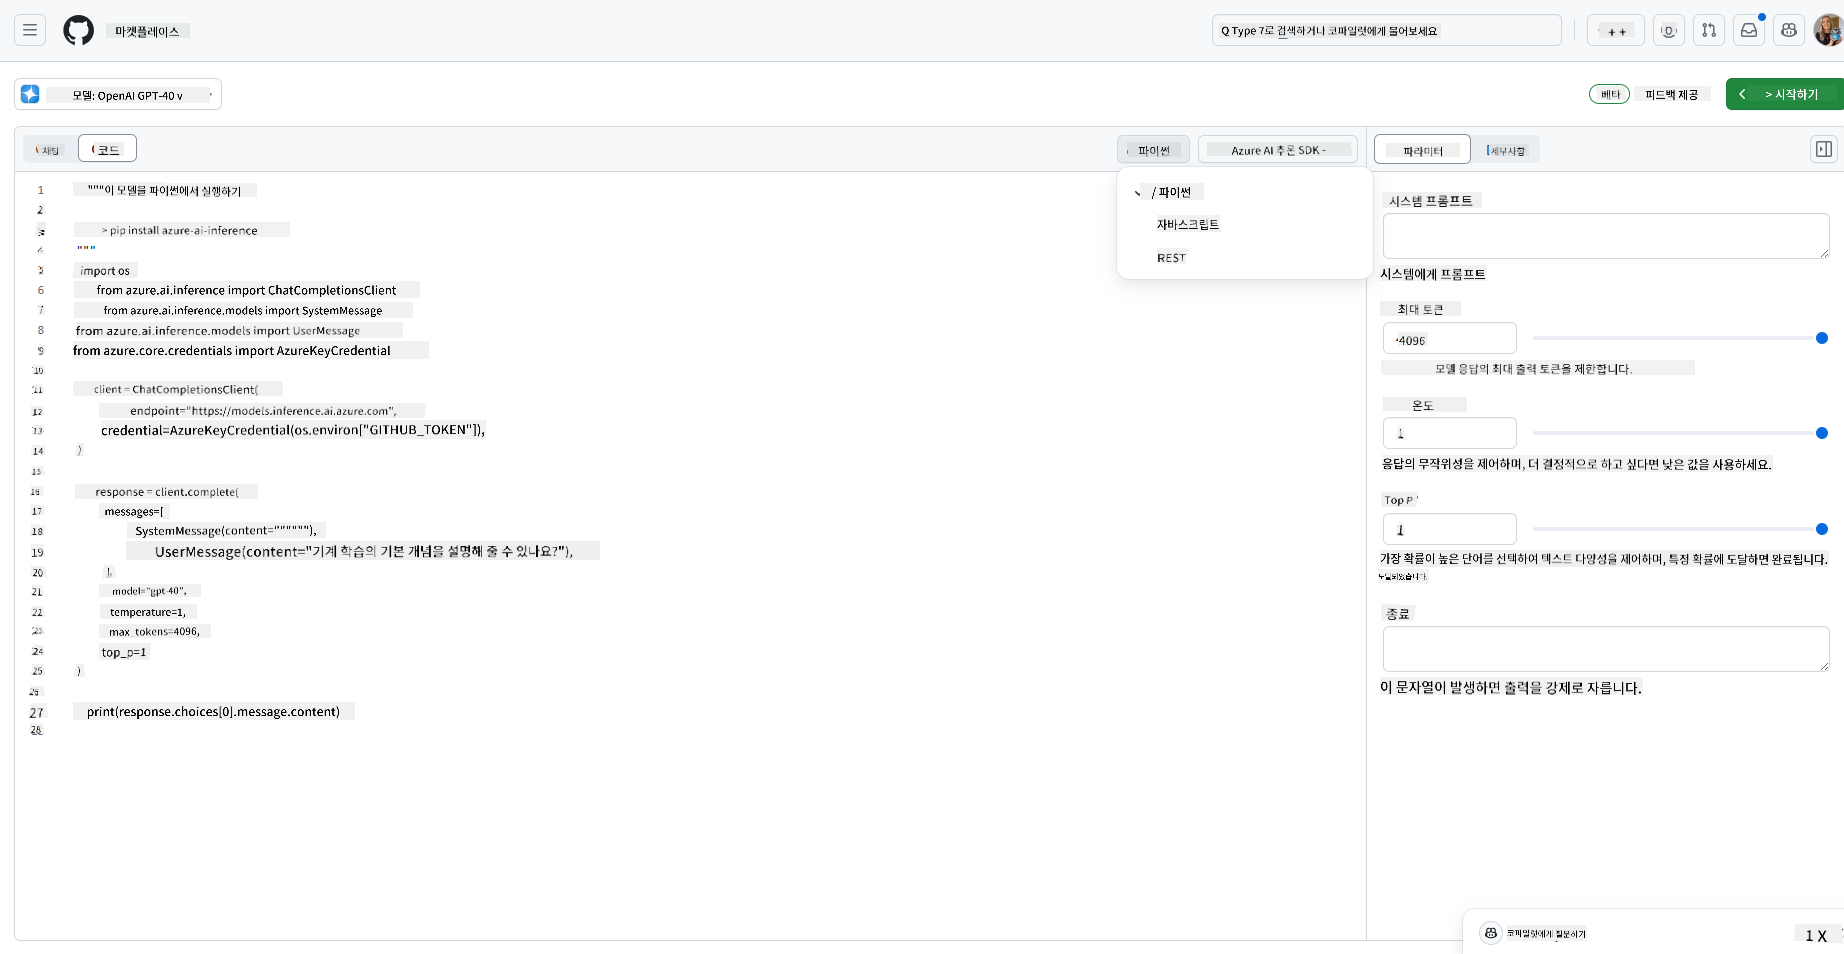 마켓플레이스
Q Type 7로 검색하거나 코파일럿에게 물어보세요
+ +
모델: OpenAI GPT-40 v
베타
피드백 제공
> 시작하기
채팅
코드
파이썬
Azure AI 추론 SDK -
파라미터
세부사항
/ 파이썬
자바스크립트
REST
1 """이 모델을 파이썬에서 실행하기
2
> pip install azure-ai-inference
4 """
5 import os
6 from azure.ai.inference import ChatCompletionsClient
7 from azure.ai.inference.models import SystemMessage
8 from azure.ai.inference.models import UserMessage
9 from azure.core.credentials import AzureKeyCredential
10
11 client = ChatCompletionsClient(
12 endpoint="https://models.inference.ai.azure.com",
13 credential=AzureKeyCredential(os.environ["GITHUB_TOKEN"]),
14 )
15
16 response = client.complete(
17 messages=[
18 SystemMessage(content=""""""),
19 UserMessage(content="기계 학습의 기본 개념을 설명해 줄 수 있나요?"),
20 ],
21 model="gpt-40",
22 temperature=1,
23 max_tokens=4096,
24 top_p=1
25 )
26
27 print(response.choices[0].message.content)
28
시스템 프롬프트
시스템에게 프롬프트
최대 토큰
4096
모델 응답의 최대 출력 토큰을 제한합니다.
온도
1
응답의 무작위성을 제어하며, 더 결정적으로 하고 싶다면 낮은 값을 사용하세요.
Top P
1
가장 확률이 높은 단어를 선택하여 텍스트 다양성을 제어하며, 특정 확률에 도달하면 완료됩니다.
도달되었습니다.
종료
이 문자열이 발생하면 출력을 강제로 자릅니다.
코파일럿에게 질문하기
1 X